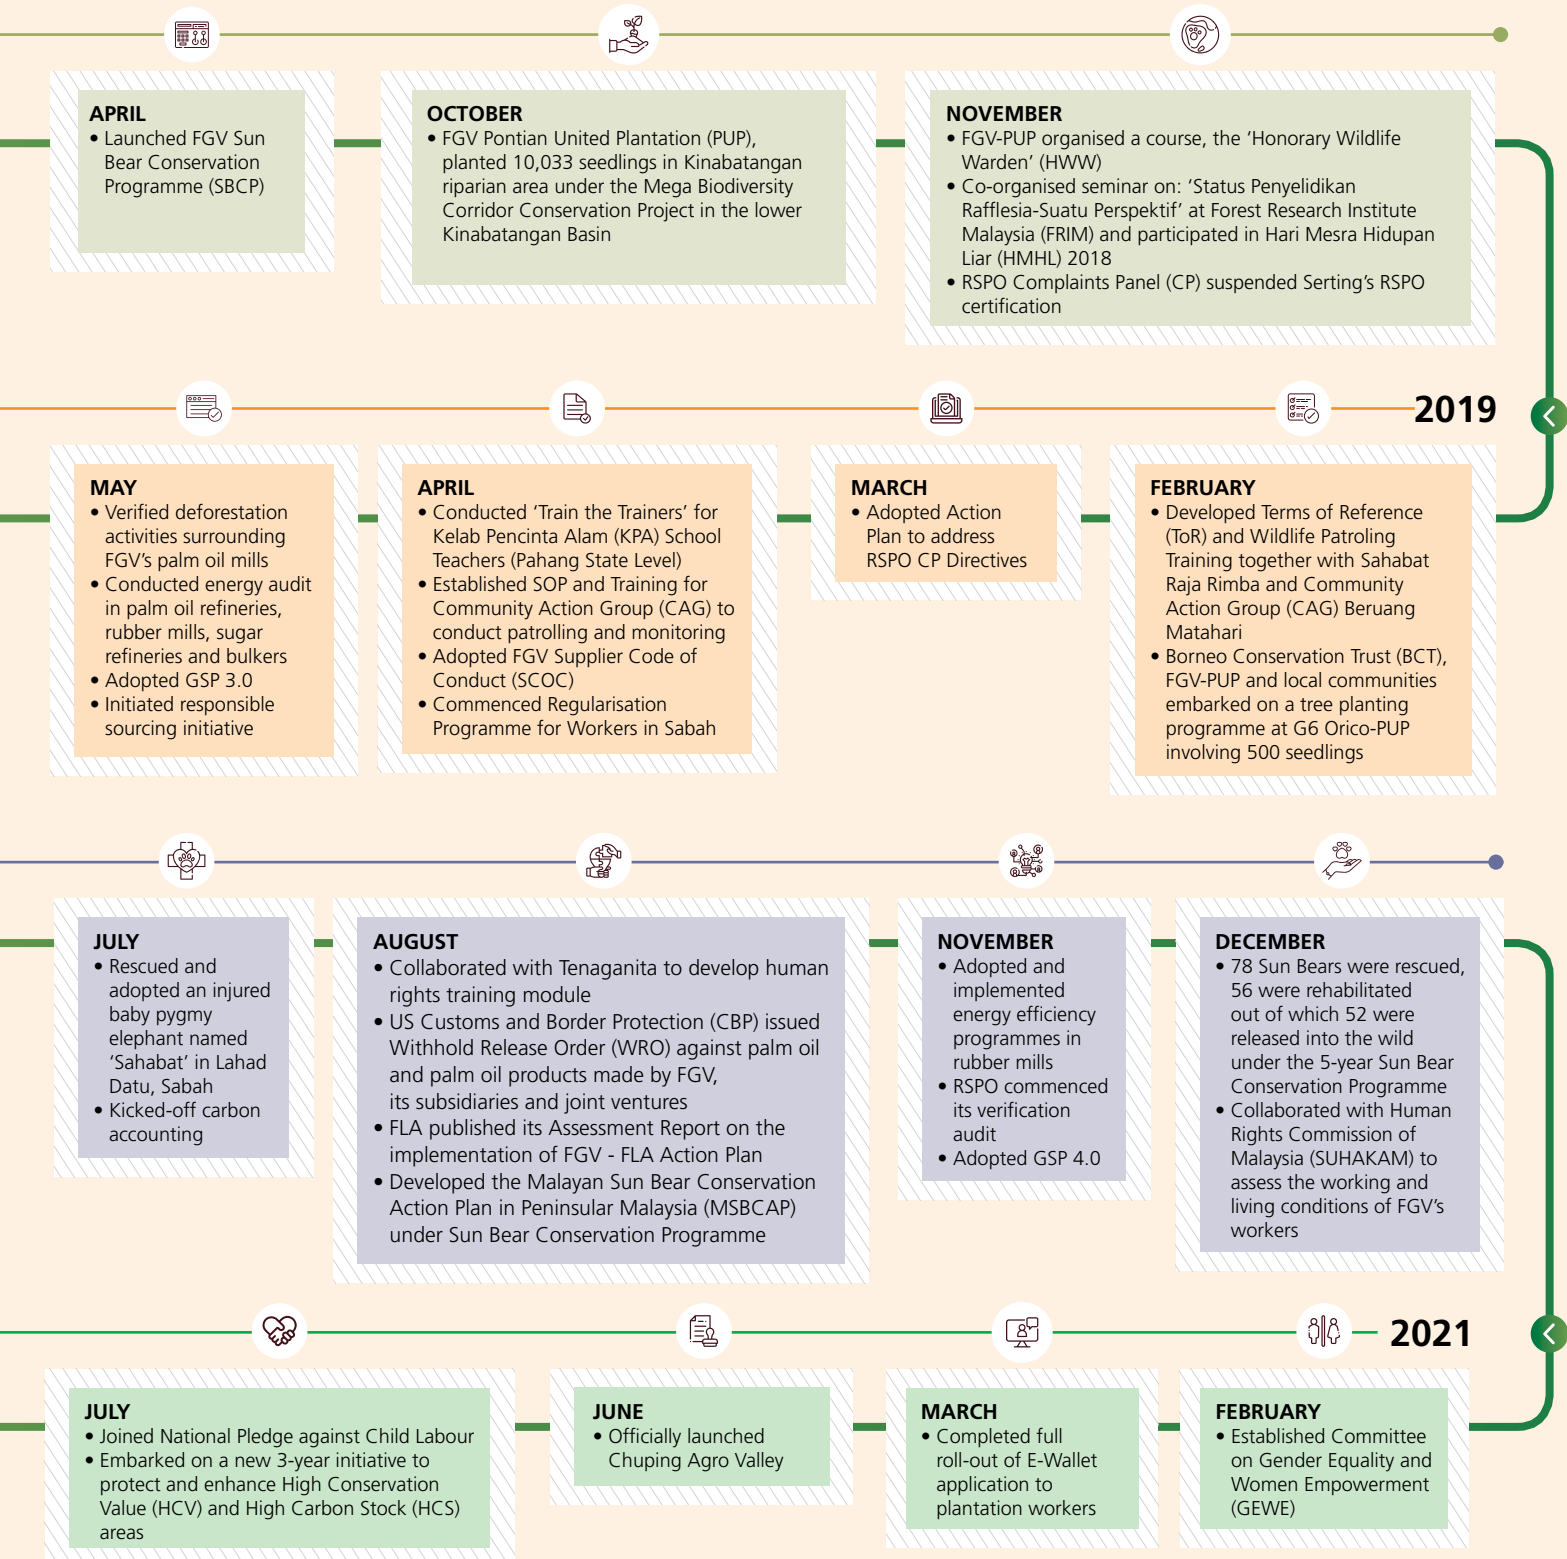 APRIL
• Launched FGV Sun
Bear Conservation
Programme (SBCP)
OCTOBER
• FGV Pontian United Plantation (PUP),
planted 10,033 seedlings in Kinabatangan
riparian area under the Mega Biodiversity
Corridor Conservation Project in the lower
Kinabatangan Basin
NOVEMBER
• FGV-PUP organised a course, the ‘Honorary Wildlife
Warden’ (HWW)
• Co-organised seminar on: ‘Status Penyelidikan
Rafflesia-Suatu Perspektif’ at Forest Research Institute
Malaysia (FRIM) and participated in Hari Mesra Hidupan
Liar (HMHL) 2018
• RSPO Complaints Panel (CP) suspended Serting’s RSPO
certification
2019
MAY
• Verified deforestation
activities surrounding
FGV’s palm oil mills
• Conducted energy audit
in palm oil refineries,
rubber mills, sugar
refineries and bulkers
• Adopted GSP 3.0
• Initiated responsible
sourcing initiative
APRIL
• Conducted ‘Train the Trainers’ for
Kelab Pencinta Alam (KPA) School
Teachers (Pahang State Level)
• Established SOP and Training for
Community Action Group (CAG) to
conduct patrolling and monitoring
• Adopted FGV Supplier Code of
Conduct (SCOC)
• Commenced Regularisation
Programme for Workers in Sabah
MARCH
• Adopted Action
Plan to address
RSPO CP Directives
FEBRUARY
• Developed Terms of Reference
(ToR) and Wildlife Patroling
Training together with Sahabat
Raja Rimba and Community
Action Group (CAG) Beruang
Matahari
• Borneo Conservation Trust (BCT),
FGV-PUP and local communities
embarked on a tree planting
programme at G6 Orico-PUP
involving 500 seedlings
JULY
• Rescued and
adopted an injured
baby pygmy
elephant named
‘Sahabat’ in Lahad
Datu, Sabah
• Kicked-off carbon
accounting
AUGUST
• Collaborated with Tenaganita to develop human
rights training module
• US Customs and Border Protection (CBP) issued
Withhold Release Order (WRO) against palm oil
and palm oil products made by FGV,
its subsidiaries and joint ventures
• FLA published its Assessment Report on the
implementation of FGV - FLA Action Plan
• Developed the Malayan Sun Bear Conservation
Action Plan in Peninsular Malaysia (MSBCAP)
under Sun Bear Conservation Programme
NOVEMBER
• Adopted and
implemented
energy efficiency
programmes in
rubber mills
• RSPO commenced
its verification
audit
• Adopted GSP 4.0
DECEMBER
• 78 Sun Bears were rescued,
56 were rehabilitated
out of which 52 were
released into the wild
under the 5-year Sun Bear
Conservation Programme
• Collaborated with Human
Rights Commission of
Malaysia (SUHAKAM) to
assess the working and
living conditions of FGV’s
workers
2021
JULY
• Joined National Pledge against Child Labour
• Embarked on a new 3-year initiative to
protect and enhance High Conservation
Value (HCV) and High Carbon Stock (HCS)
areas
JUNE
• Officially launched
Chuping Agro Valley
MARCH
• Completed full
roll-out of E-Wallet
application to
plantation workers
FEBRUARY
• Established Committee
on Gender Equality and
Women Empowerment
(GEWE)